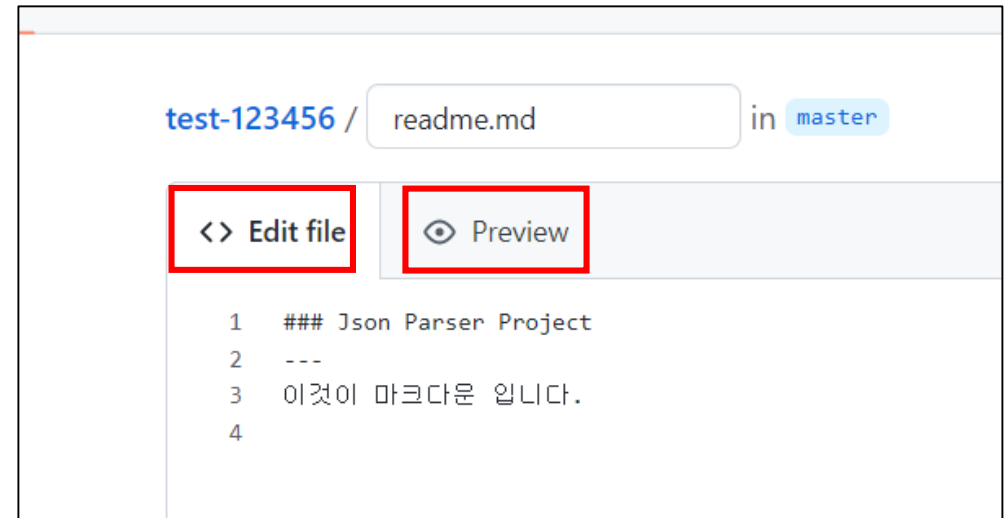 test-123456 / readme.md in master
<> Edit file Preview
1 ### Json Parser Project
2 ---
3 이것이 마크다운 입니다.
4